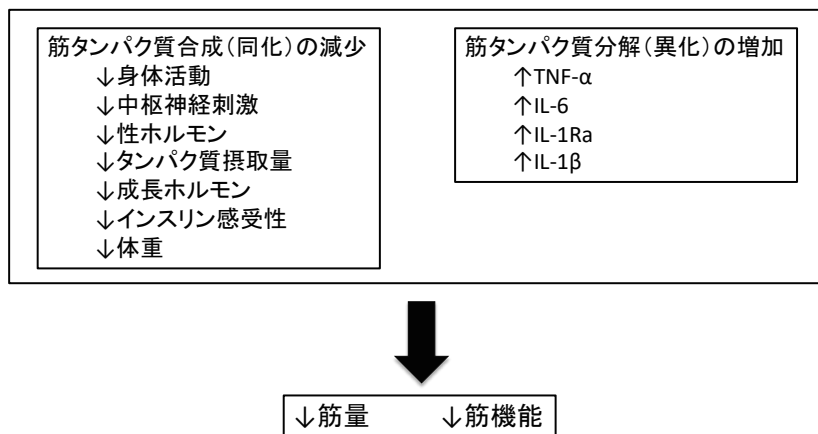 筋タンパク質合成(同化)の減少
↓身体活動
↓中枢神経刺激
↓性ホルモン
↓タンパク質摂取量
↓成長ホルモン
↓インスリン感受性
↓体重
筋タンパク質分解(異化)の増加
↑TNF-α
↑IL-6
↑IL-1Ra
↑IL-1β
↓筋量 ↓筋機能